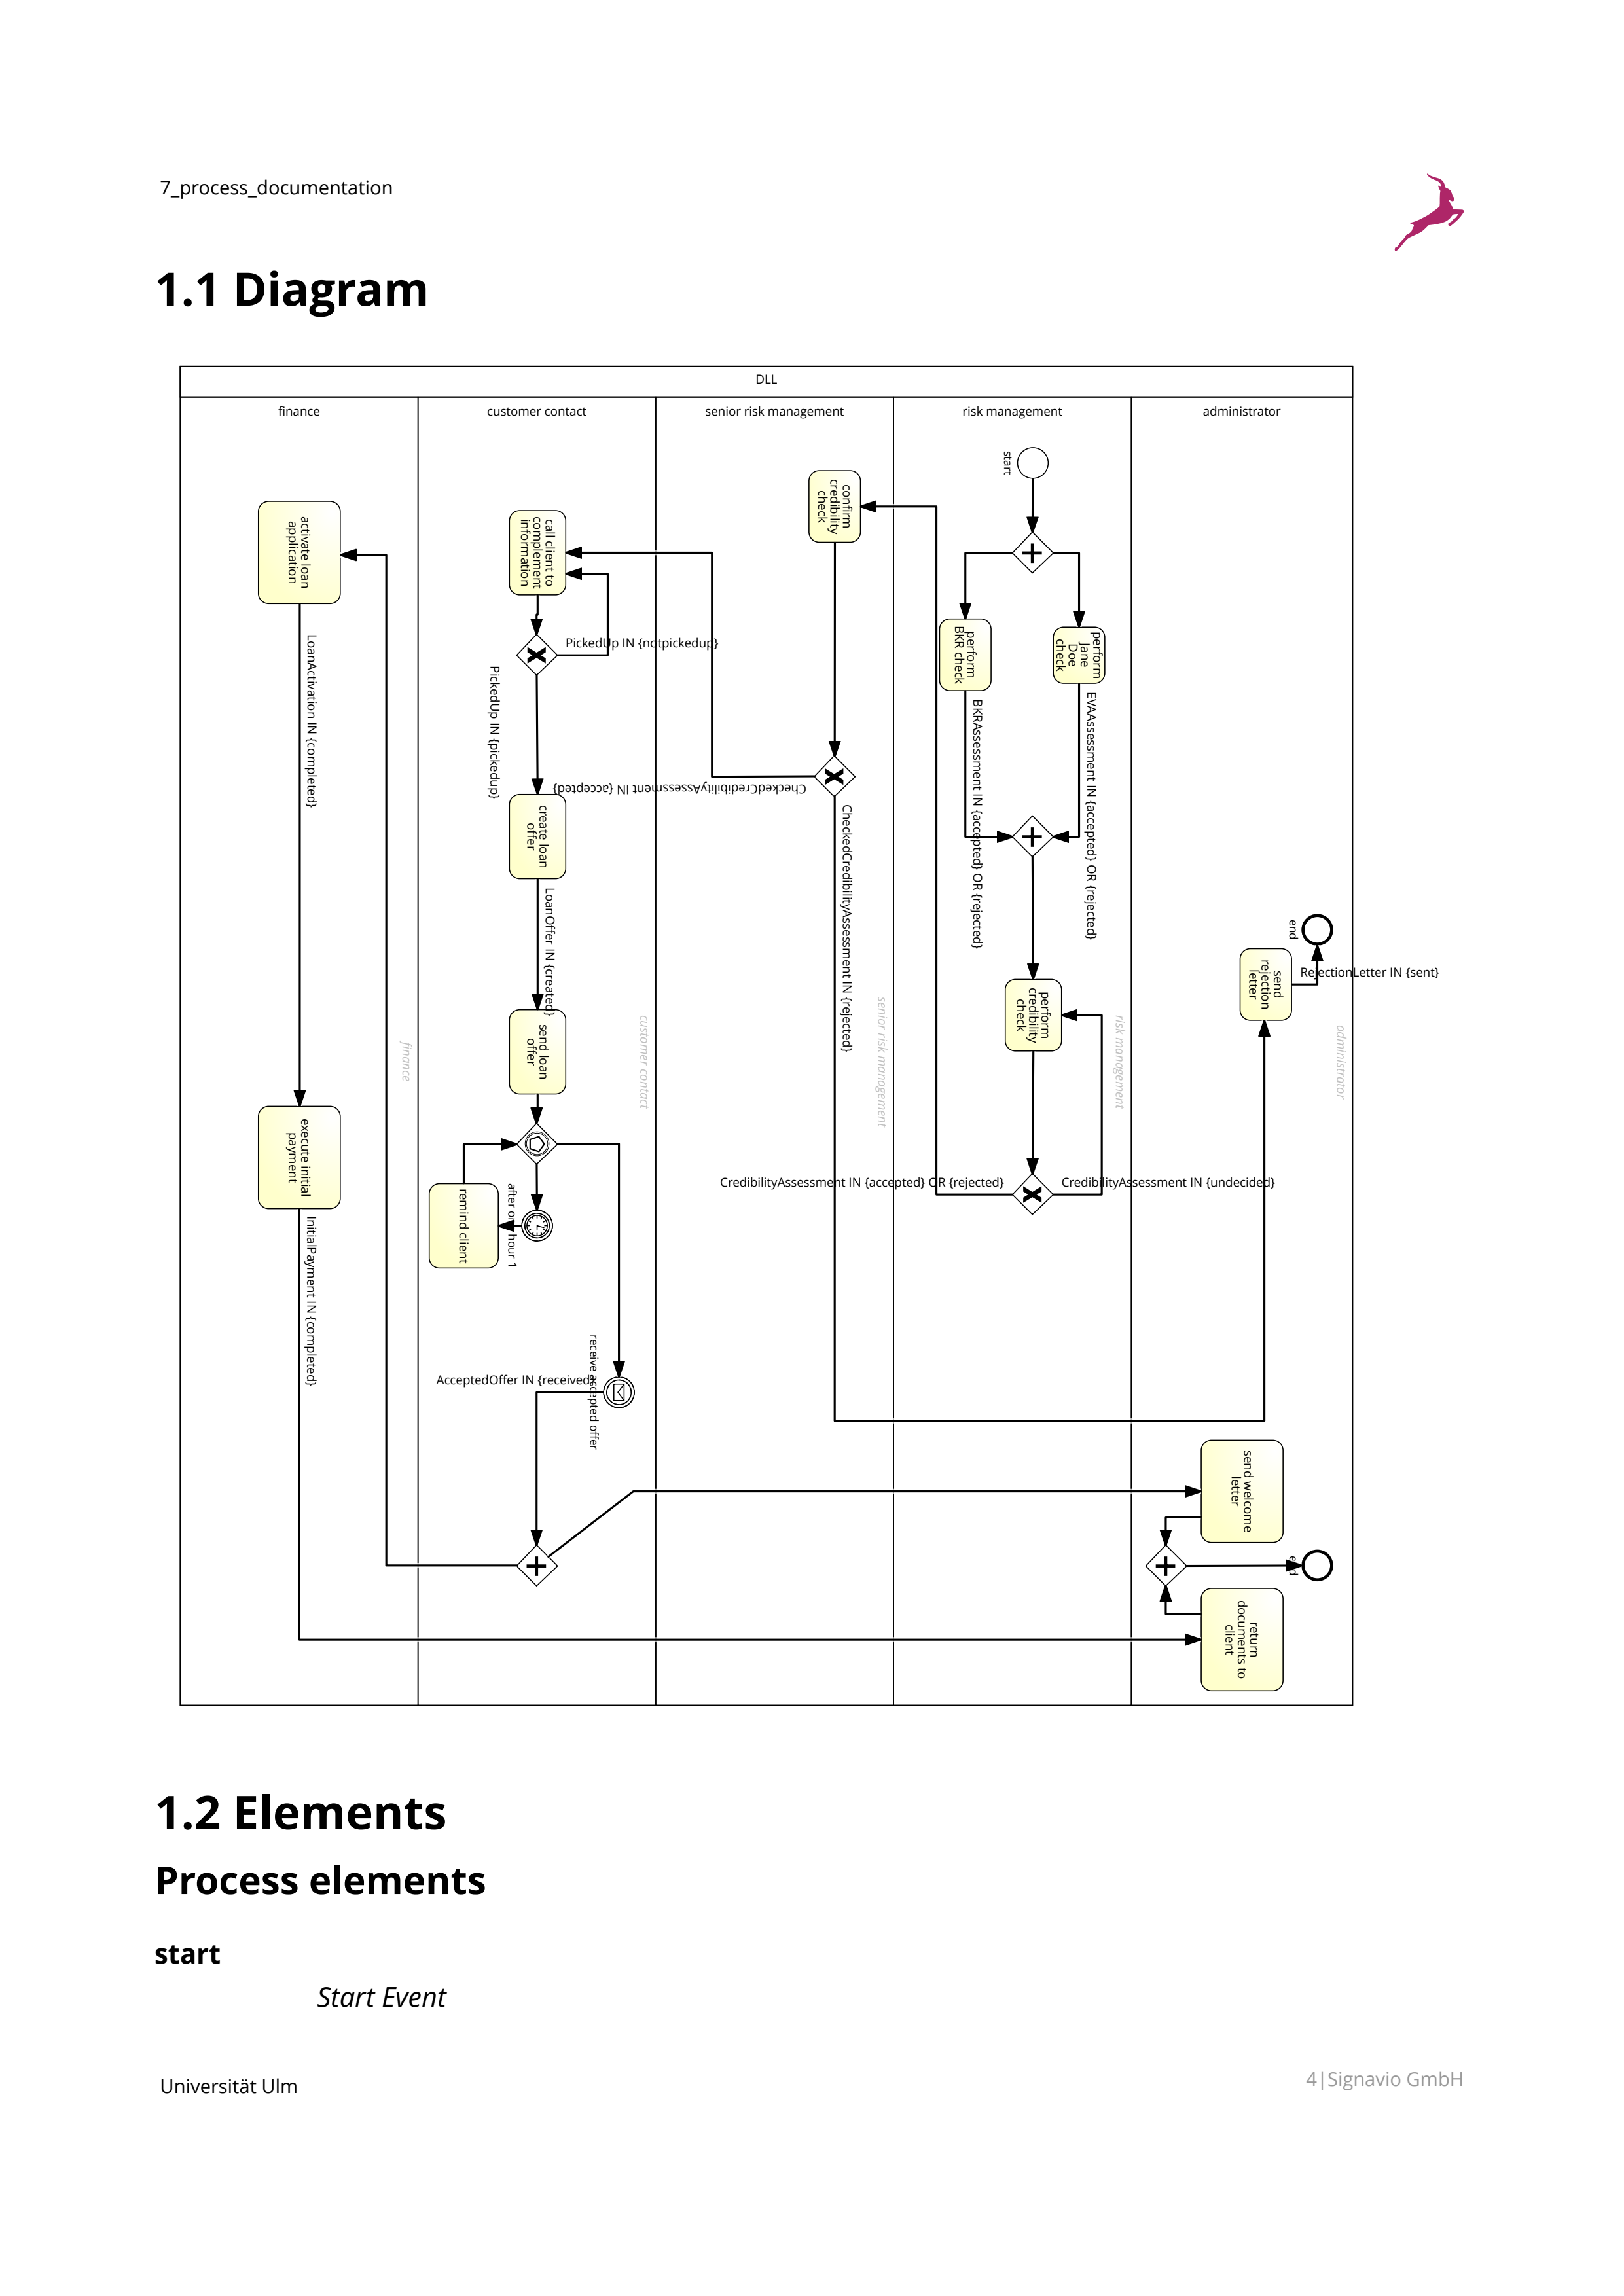 7_process_documentation
1.1 Diagram
DLL
finance
customer contact
senior risk management
risk management
administrator
start
confirm
credibility
check
activate loan
application
call client to
complement
information
perform
BKR check
perform
Jane
Doe
check
PickedUp IN {notpickedup}
PickedUp IN {pickedup}
LoanActivation IN {completed}
BKRAssessment IN {accepted} OR {rejected}
EVAAssessment IN {accepted} OR {rejected}
CheckedCredibilityAssessment IN {accepted}
CheckedCredibilityAssessment IN {rejected}
create loan
offer
LoanOffer IN {created}
end
send
rejection
letter
RejectionLetter IN {sent}
perform
credibility
check
send loan
offer
finance
customer contact
senior risk management
risk management
administrator
execute initial
payment
remind client
after one hour 1
CredibilityAssessment IN {accepted} OR {rejected}
CredibilityAssessment IN {undecided}
InitialPayment IN {completed}
receive accepted offer
AcceptedOffer IN {received}
send welcome
letter
end
return
documents to
client
1.2 Elements
Process elements
start
Start Event
Universität Ulm
4|Signavio GmbH